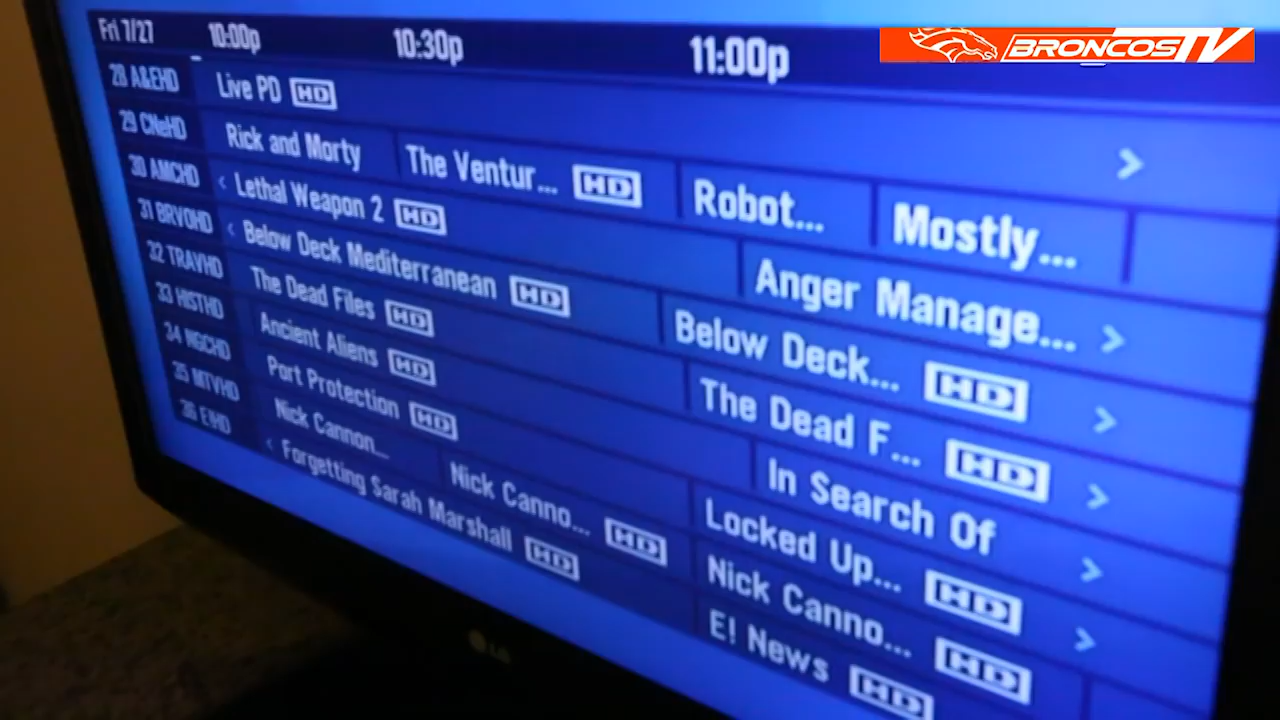 Fri 7/27 10:00p 10:30p 11:00p
BRONCOSTV
28 A&EHD Live PD HD
29 CNeHD Rick and Morty The Ventur... HD Robot... Mostly...
30 AMCHD Lethal Weapon 2 HD Anger Manage...
31 BRVOHD Below Deck Mediterranean HD Below Deck... HD
32 TRAVHD The Dead Files HD The Dead F... HD
33 HISTHD Ancient Aliens HD In Search Of
34 NGCHD Port Protection HD Locked Up... HD
35 MTVHD Nick Cannon... Nick Canno... HD Nick Canno... HD
36 E!HD Forgetting Sarah Marshall HD E! News HD
LG